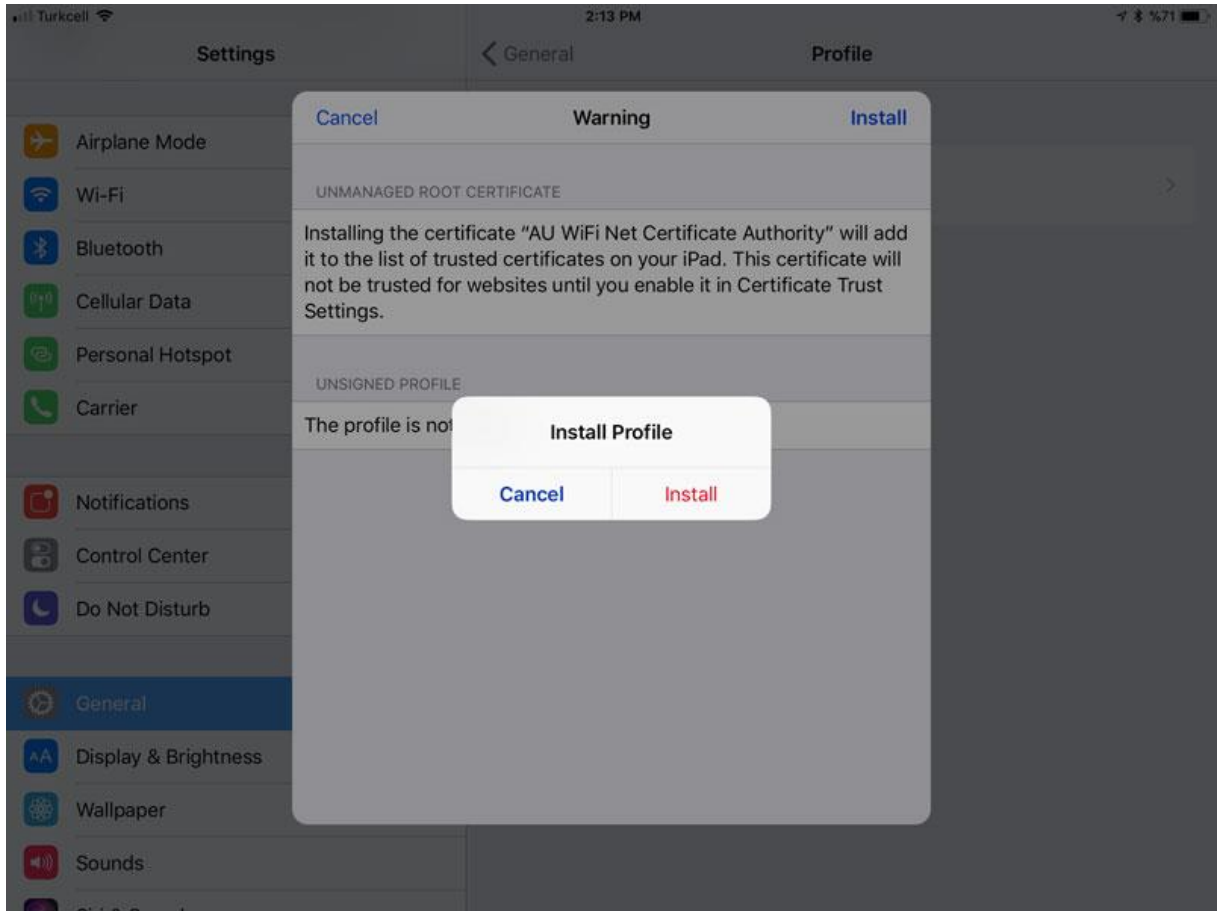 Turkcell
2:13 PM
%71
Settings
General
Profile
Airplane Mode
Wi-Fi
Bluetooth
Cellular Data
Personal Hotspot
Carrier
Notifications
Control Center
Do Not Disturb
General
Display & Brightness
Wallpaper
Sounds
Cancel
Warning
Install
UNMANAGED ROOT CERTIFICATE
Installing the certificate “AU WiFi Net Certificate Authority” will add
it to the list of trusted certificates on your iPad. This certificate will
not be trusted for websites until you enable it in Certificate Trust
Settings.
UNSIGNED PROFILE
The profile is not
Install Profile
Cancel
Install